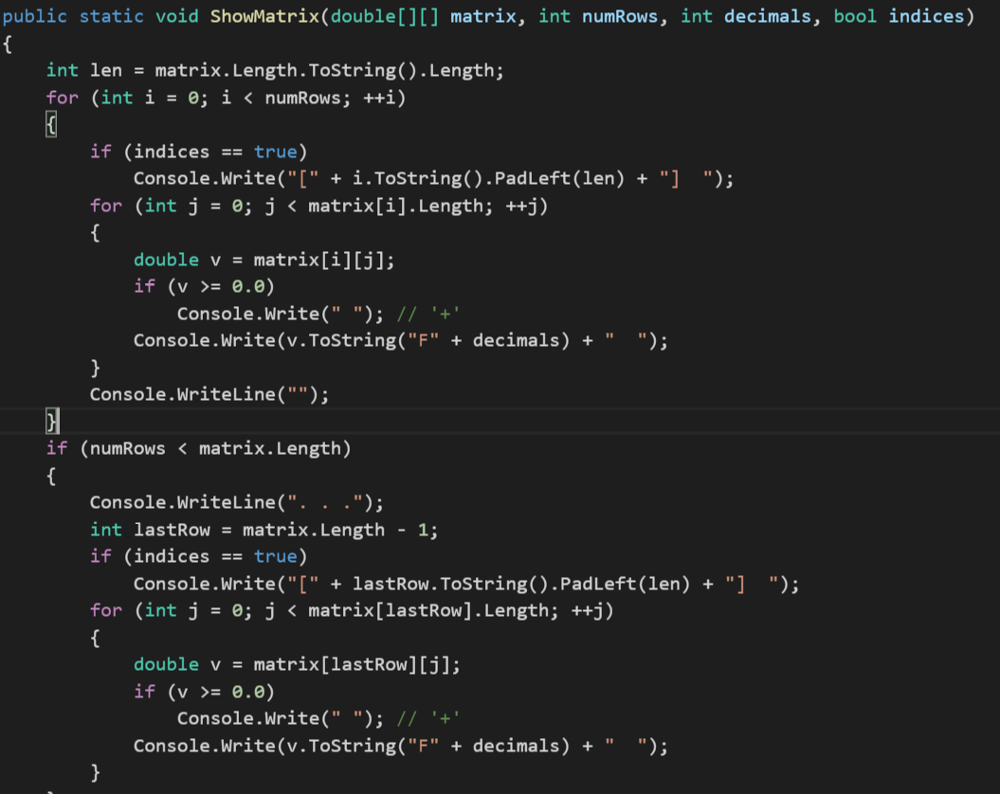 public static void ShowMatrix(double[][] matrix, int numRows, int decimals, bool indices)
{
    int len = matrix.Length.ToString().Length;
    for (int i = 0; i < numRows; ++i)
    {
        if (indices == true)
            Console.Write("[" + i.ToString().PadLeft(len) + "]  ");
        for (int j = 0; j < matrix[i].Length; ++j)
        {
            double v = matrix[i][j];
            if (v >= 0.0)
                Console.Write(" "); // '+'
            Console.Write(v.ToString("F" + decimals) + "  ");
        }
        Console.WriteLine("");
    }
    if (numRows < matrix.Length)
    {
        Console.WriteLine(". . .");
        int lastRow = matrix.Length - 1;
        if (indices == true)
            Console.Write("[" + lastRow.ToString().PadLeft(len) + "]  ");
        for (int j = 0; j < matrix[lastRow].Length; ++j)
        {
            double v = matrix[lastRow][j];
            if (v >= 0.0)
                Console.Write(" "); // '+'
            Console.Write(v.ToString("F" + decimals) + "  ");
        }